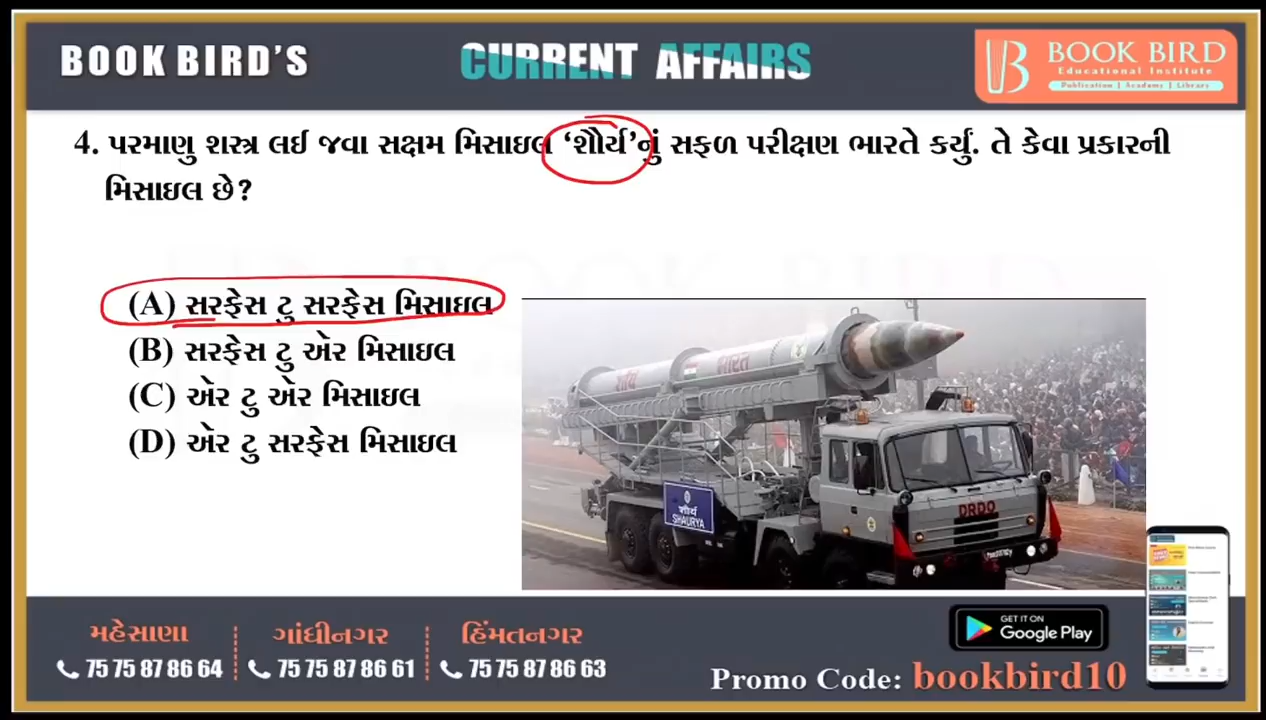 BOOK BIRD'S
CURRENT AFFAIRS
BOOK BIRD
Educational Institute
Publication | Academy | Library
4. પરમાણુ શસ્ત્ર લઈ જવા સક્ષમ મિસાઇલ ‘શૌર્ય’નું સફળ પરીક્ષણ ભારતે કર્યું. તે કેવા પ્રકારની
મિસાઇલ છે?
(A) સરફેસ ટુ સરફેસ મિસાઇલ
(B) સરફેસ ટુ એર મિસાઇલ
(C) એર ટુ એર મિસાઇલ
(D) એર ટુ સરફેસ મિસાઇલ
शौर्य
भारत
शौर्य
SHAURYA
DRDO
મહેસાણા
75 75 87 86 64
ગાંધીનગર
75 75 87 86 61
હિંમતનગર
75 75 87 86 63
GET IT ON
Google Play
Promo Code: bookbird10